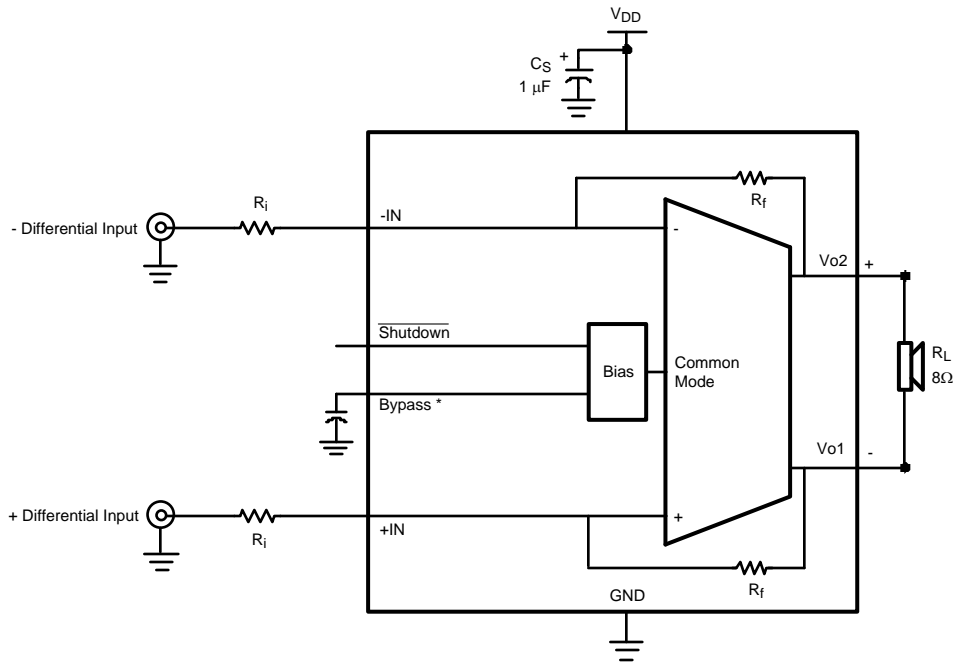 VDD
CS
+
1 μF
Ri
-IN
Rf
- Differential Input
-
Vo2
+
Shutdown
Bias
Common
Mode
RL
8Ω
Bypass *
Vo1
-
+ Differential Input
Ri
+IN
+
Rf
GND